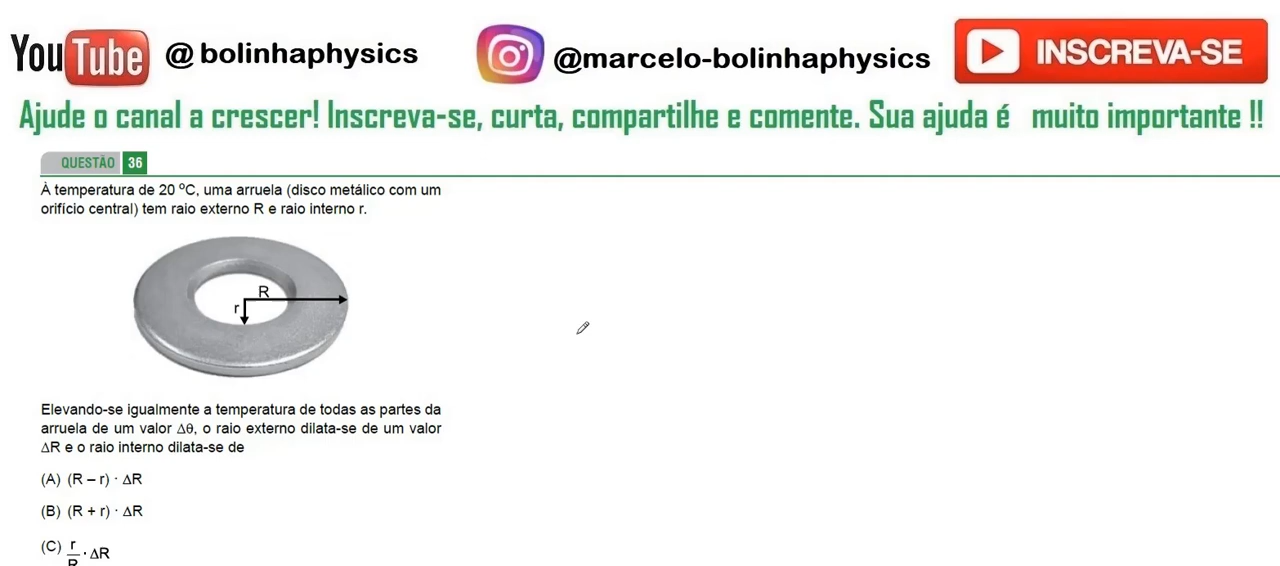 YouTube @bolinhaphysics @marcelo-bolinhaphysics INSCREVA-SE
Ajude o canal a crescer! Inscreva-se, curta, compartilhe e comente. Sua ajuda é muito importante !!
QUESTÃO 36
À temperatura de 20 ºC, uma arruela (disco metálico com um
orifício central) tem raio externo R e raio interno r.
R
r
Elevando-se igualmente a temperatura de todas as partes da
arruela de um valor Δθ, o raio externo dilata-se de um valor
ΔR e o raio interno dilata-se de
(A) (R – r) · ΔR
(B) (R + r) · ΔR
(C) r/R · ΔR